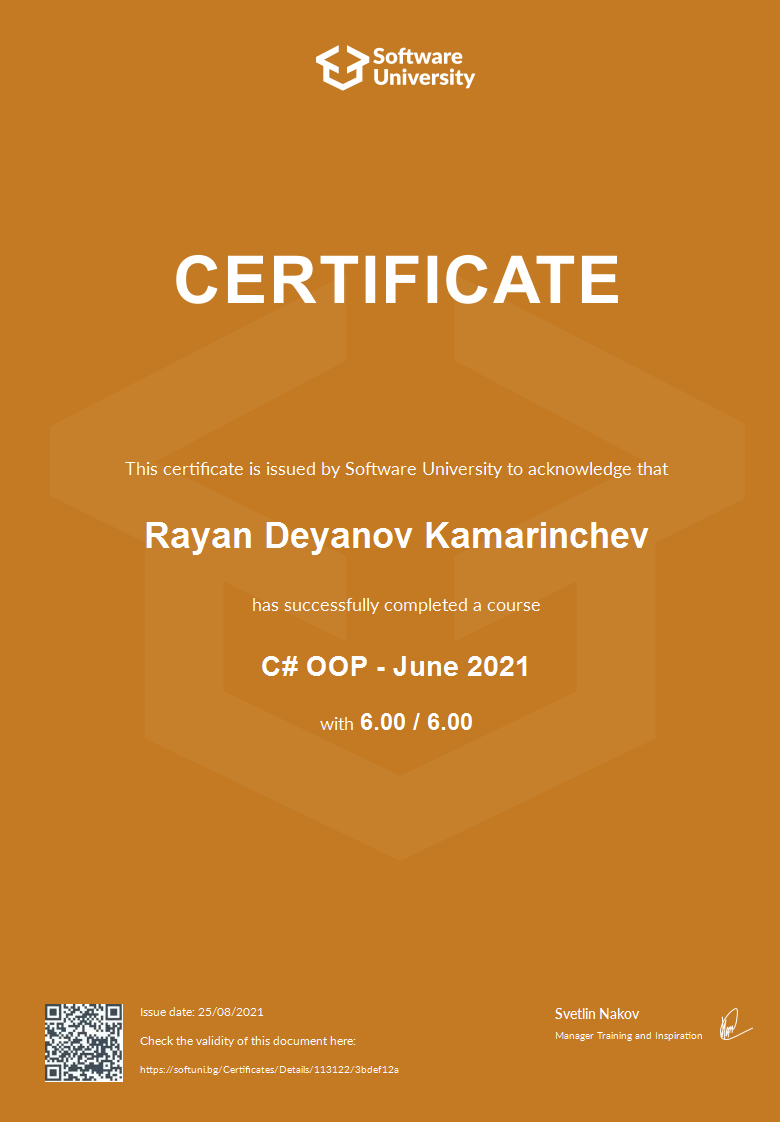 Software
University
CERTIFICATE
This certificate is issued by Software University to acknowledge that
Rayan Deyanov Kamarinchev
has successfully completed a course
C# OOP - June 2021
with 6.00 / 6.00
Issue date: 25/08/2021
Check the validity of this document here:
https://softuni.bg/Certificates/Details/113122/3bdef12a
Svetlin Nakov
Manager Training and Inspiration